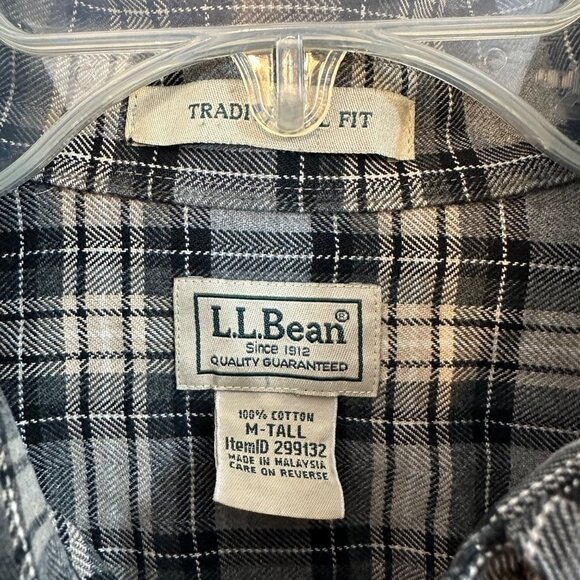 TRADI L FIT
L.L.Bean®
Since 1912
QUALITY GUARANTEED
100% COTTON
M-TALL
ItemID 299132
MADE IN MALAYSIA
CARE ON REVERSE